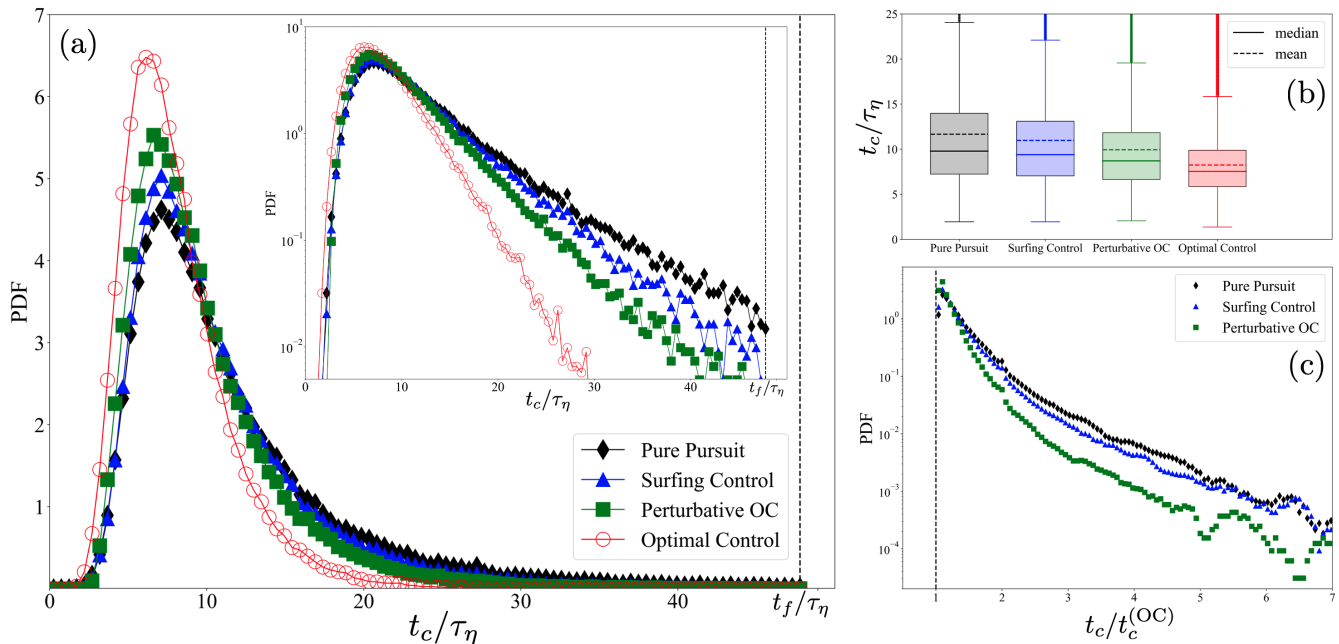 (a)
PDF
7
6
5
4
3
2
1
0
10
20
30
40
t_f/τ_η
t_c/τ_η
Pure Pursuit
Surfing Control
Perturbative OC
Optimal Control
PDF
10^1
10^0
10^−1
10^−2
0
10
20
30
40
t_f/τ_η
t_c/τ_η
(b)
t_c/τ_η
25
20
15
10
5
0
median
mean
Pure Pursuit
Surfing Control
Perturbative OC
Optimal Control
(c)
PDF
10^0
10^−1
10^−2
10^−3
10^−4
Pure Pursuit
Surfing Control
Perturbative OC
1
2
3
4
5
6
7
t_c/t_c^(OC)